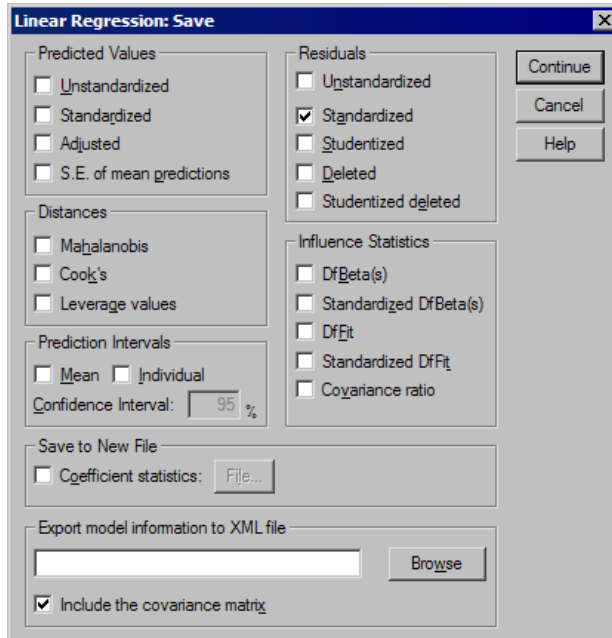 Linear Regression: Save
Predicted Values
Unstandardized
Standardized
Adjusted
S.E. of mean predictions
Distances
Mahalanobis
Cook's
Leverage values
Prediction Intervals
Mean Individual
Confidence Interval: 95 %
Residuals
Unstandardized
Standardized
Studentized
Deleted
Studentized deleted
Influence Statistics
DfBeta(s)
Standardized DfBeta(s)
DfFit
Standardized DfFit
Covariance ratio
Continue
Cancel
Help
Save to New File
Coefficient statistics: File...
Export model information to XML file
Browse
Include the covariance matrix